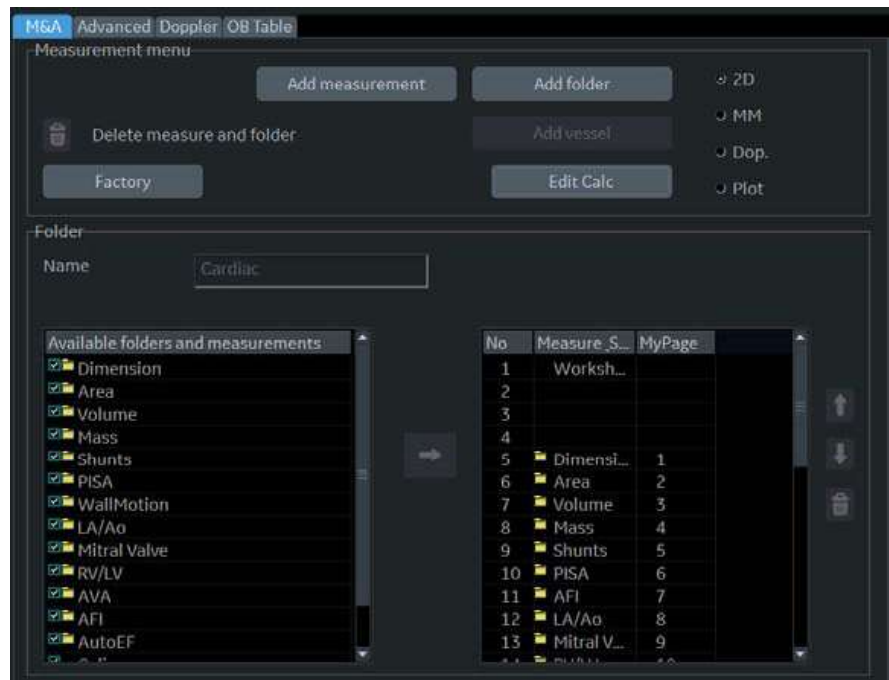 M&A Advanced Doppler OB Table
Measurement menu
Add measurement Add folder 2D
MM
Delete measure and folder Add vessel
Dop.
Factory Edit Calc Plot
Folder
Name Cardiac
Available folders and measurements
Dimension
Area
Volume
Mass
Shunts
PISA
WallMotion
LA/Ao
Mitral Valve
RV/LV
AVA
AFI
AutoEF
No Measure_S... MyPage
1 Worksh...
2
3
4
5 Dimensi... 1
6 Area 2
7 Volume 3
8 Mass 4
9 Shunts 5
10 PISA 6
11 AFI 7
12 LA/Ao 8
13 Mitral V... 9